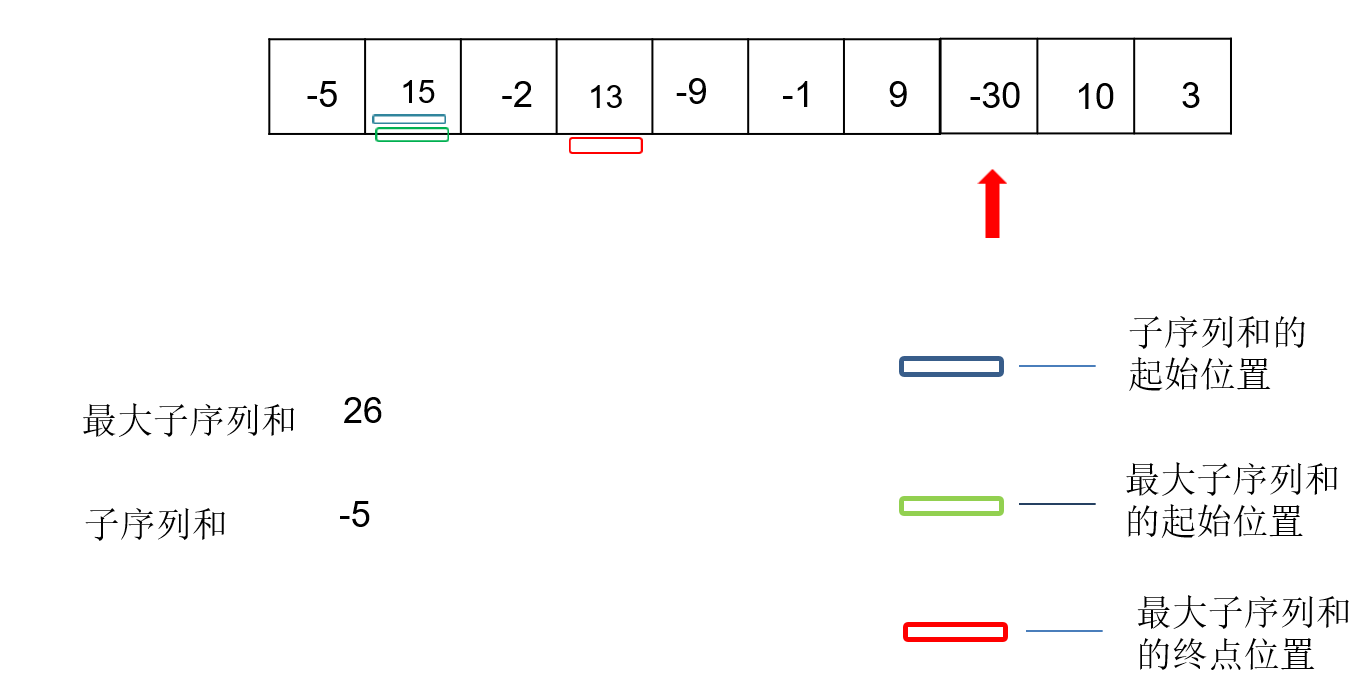 -5 15 -2 13 -9 -1 9 -30 10 3
子序列和的
起始位置
最大子序列和 26
最大子序列和
的起始位置
子序列和 -5
最大子序列和
的终点位置